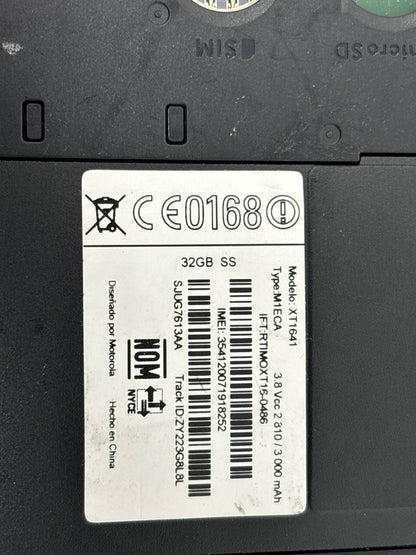 SIM
microSD
CE0168
32GB SS
Modelo: XT1641
Type:M1ECA
3.8 Vcc 2 810 / 3 000 mAh
IFT:RTIMOXT16-0486
IMEI: 354120071918252
SJUG7613AA
Track ID:ZY223G8L8L
NOM
NYCE
Diseñado por Motorola
Hecho en China